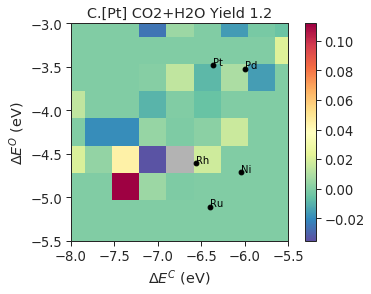 C.[Pt] CO2+H2O Yield 1.2
−3.0
−3.5
−4.0
−4.5
−5.0
−5.5
ΔE^O (eV)
Pt
Pd
Rh
Ni
Ru
−8.0 −7.5 −7.0 −6.5 −6.0 −5.5
ΔE^C (eV)
0.10
0.08
0.06
0.04
0.02
0.00
−0.02